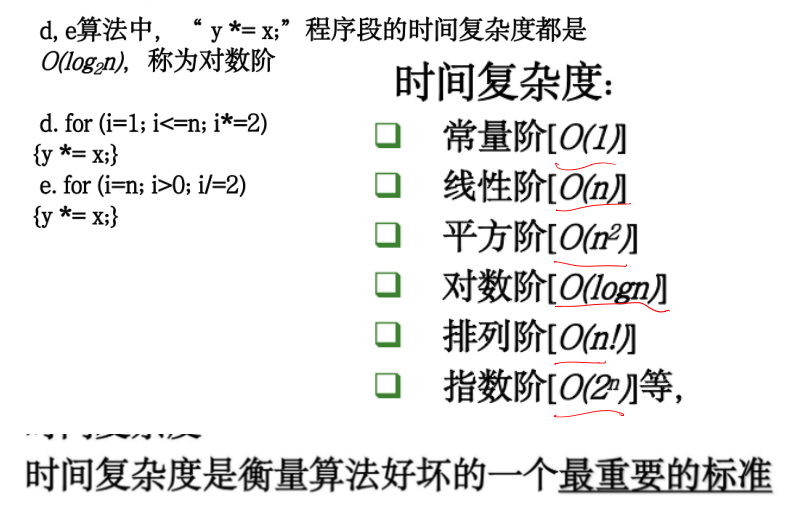 d, e算法中，“ y *= x;”程序段的时间复杂度都是
O(log₂n)，称为对数阶
d. for (i=1; i<=n; i*=2)
{y *= x;}
e. for (i=n; i>0; i/=2)
{y *= x;}
时间复杂度:
常量阶[O(1)]
线性阶[O(n)]
平方阶[O(n²)]
对数阶[O(logn)]
排列阶[O(n!)]
指数阶[O(2ⁿ)]等,
时间复杂度是衡量算法好坏的一个最重要的标准